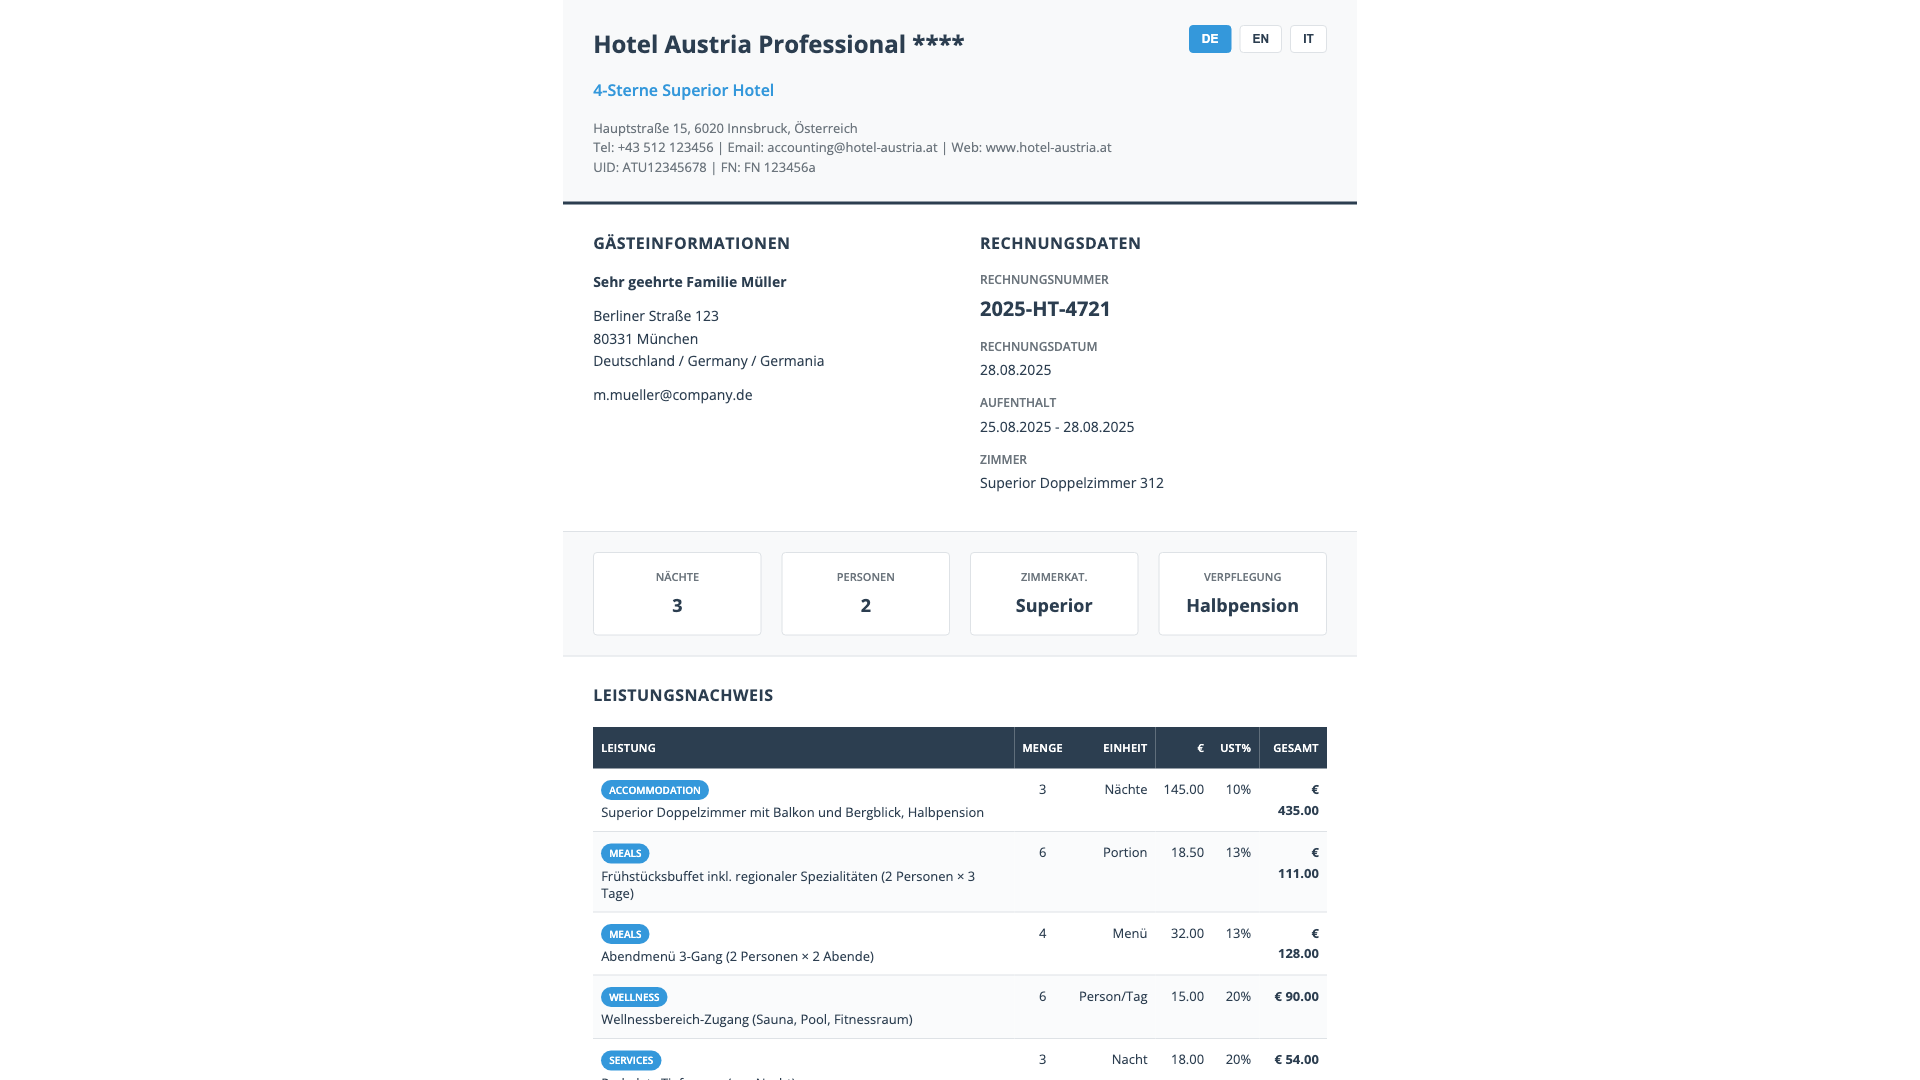 Hotel Austria Professional ****
DE EN IT
4-Sterne Superior Hotel
Hauptstraße 15, 6020 Innsbruck, Österreich
Tel: +43 512 123456 | Email: accounting@hotel-austria.at | Web: www.hotel-austria.at
UID: ATU12345678 | FN: FN 123456a
GÄSTEINFORMATIONEN
Sehr geehrte Familie Müller
Berliner Straße 123
80331 München
Deutschland / Germany / Germania
m.mueller@company.de
RECHNUNGSDATEN
RECHNUNGSNUMMER
2025-HT-4721
RECHNUNGSDATUM
28.08.2025
AUFENTHALT
25.08.2025 - 28.08.2025
ZIMMER
Superior Doppelzimmer 312
NÄCHTE
3
PERSONEN
2
ZIMMERKAT.
Superior
VERPFLEGUNG
Halbpension
LEISTUNGSNACHWEIS
LEISTUNG MENGE EINHEIT € UST% GESAMT
ACCOMMODATION 3 Nächte 145.00 10% €
435.00
Superior Doppelzimmer mit Balkon und Bergblick, Halbpension
MEALS 6 Portion 18.50 13% €
111.00
Frühstücksbuffet inkl. regionaler Spezialitäten (2 Personen × 3
Tage)
MEALS 4 Menü 32.00 13% €
128.00
Abendmenü 3-Gang (2 Personen × 2 Abende)
WELLNESS 6 Person/Tag 15.00 20% € 90.00
Wellnessbereich-Zugang (Sauna, Pool, Fitnessraum)
SERVICES 3 Nacht 18.00 20% € 54.00